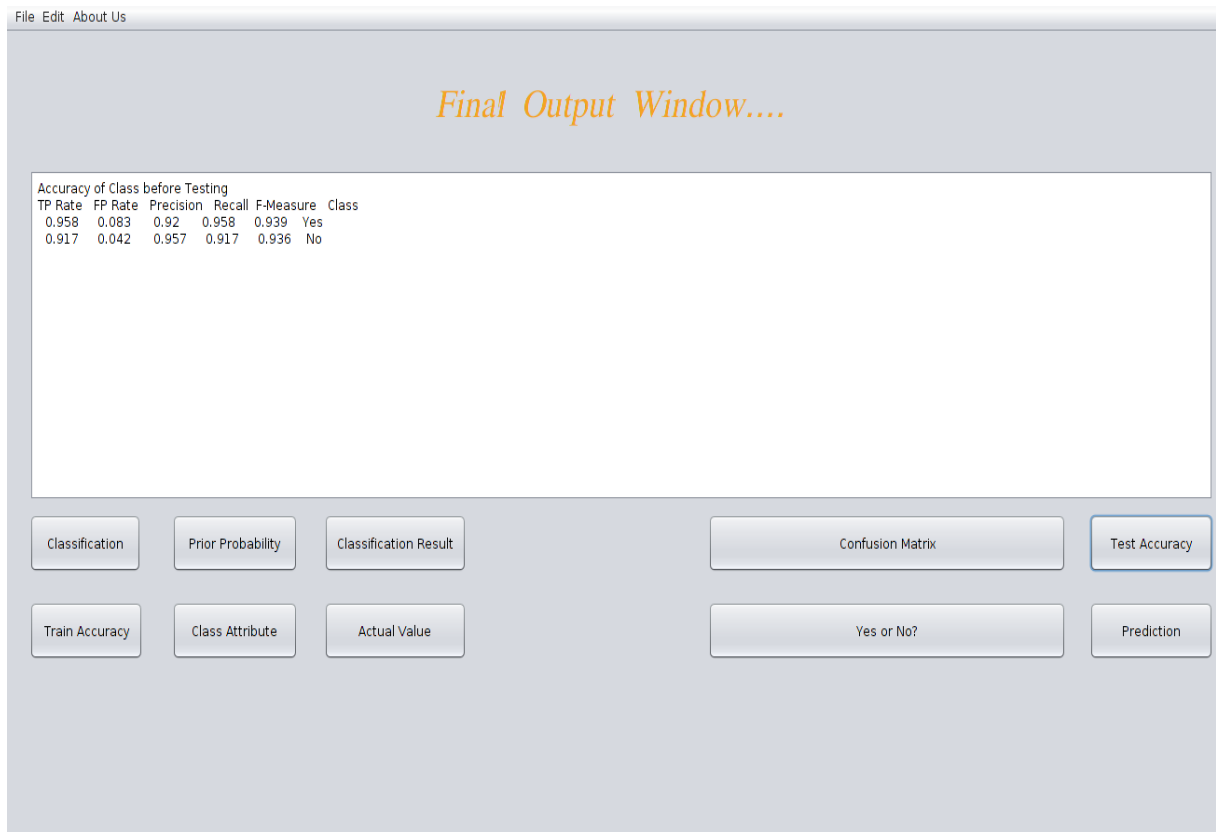 File Edit About Us
Final Output Window....
Accuracy of Class before Testing
TP Rate FP Rate Precision Recall F-Measure Class
0.958 0.083 0.92 0.958 0.939 Yes
0.917 0.042 0.957 0.917 0.936 No
Classification Prior Probability Classification Result Confusion Matrix Test Accuracy
Train Accuracy Class Attribute Actual Value Yes or No? Prediction